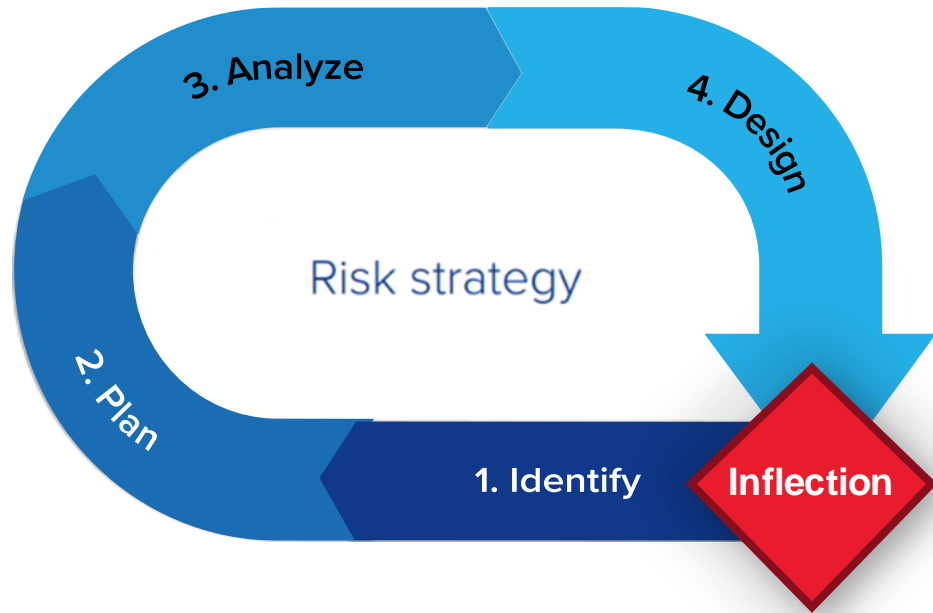 3. Analyze
4. Design
Risk strategy
2. Plan
1. Identify
Inflection